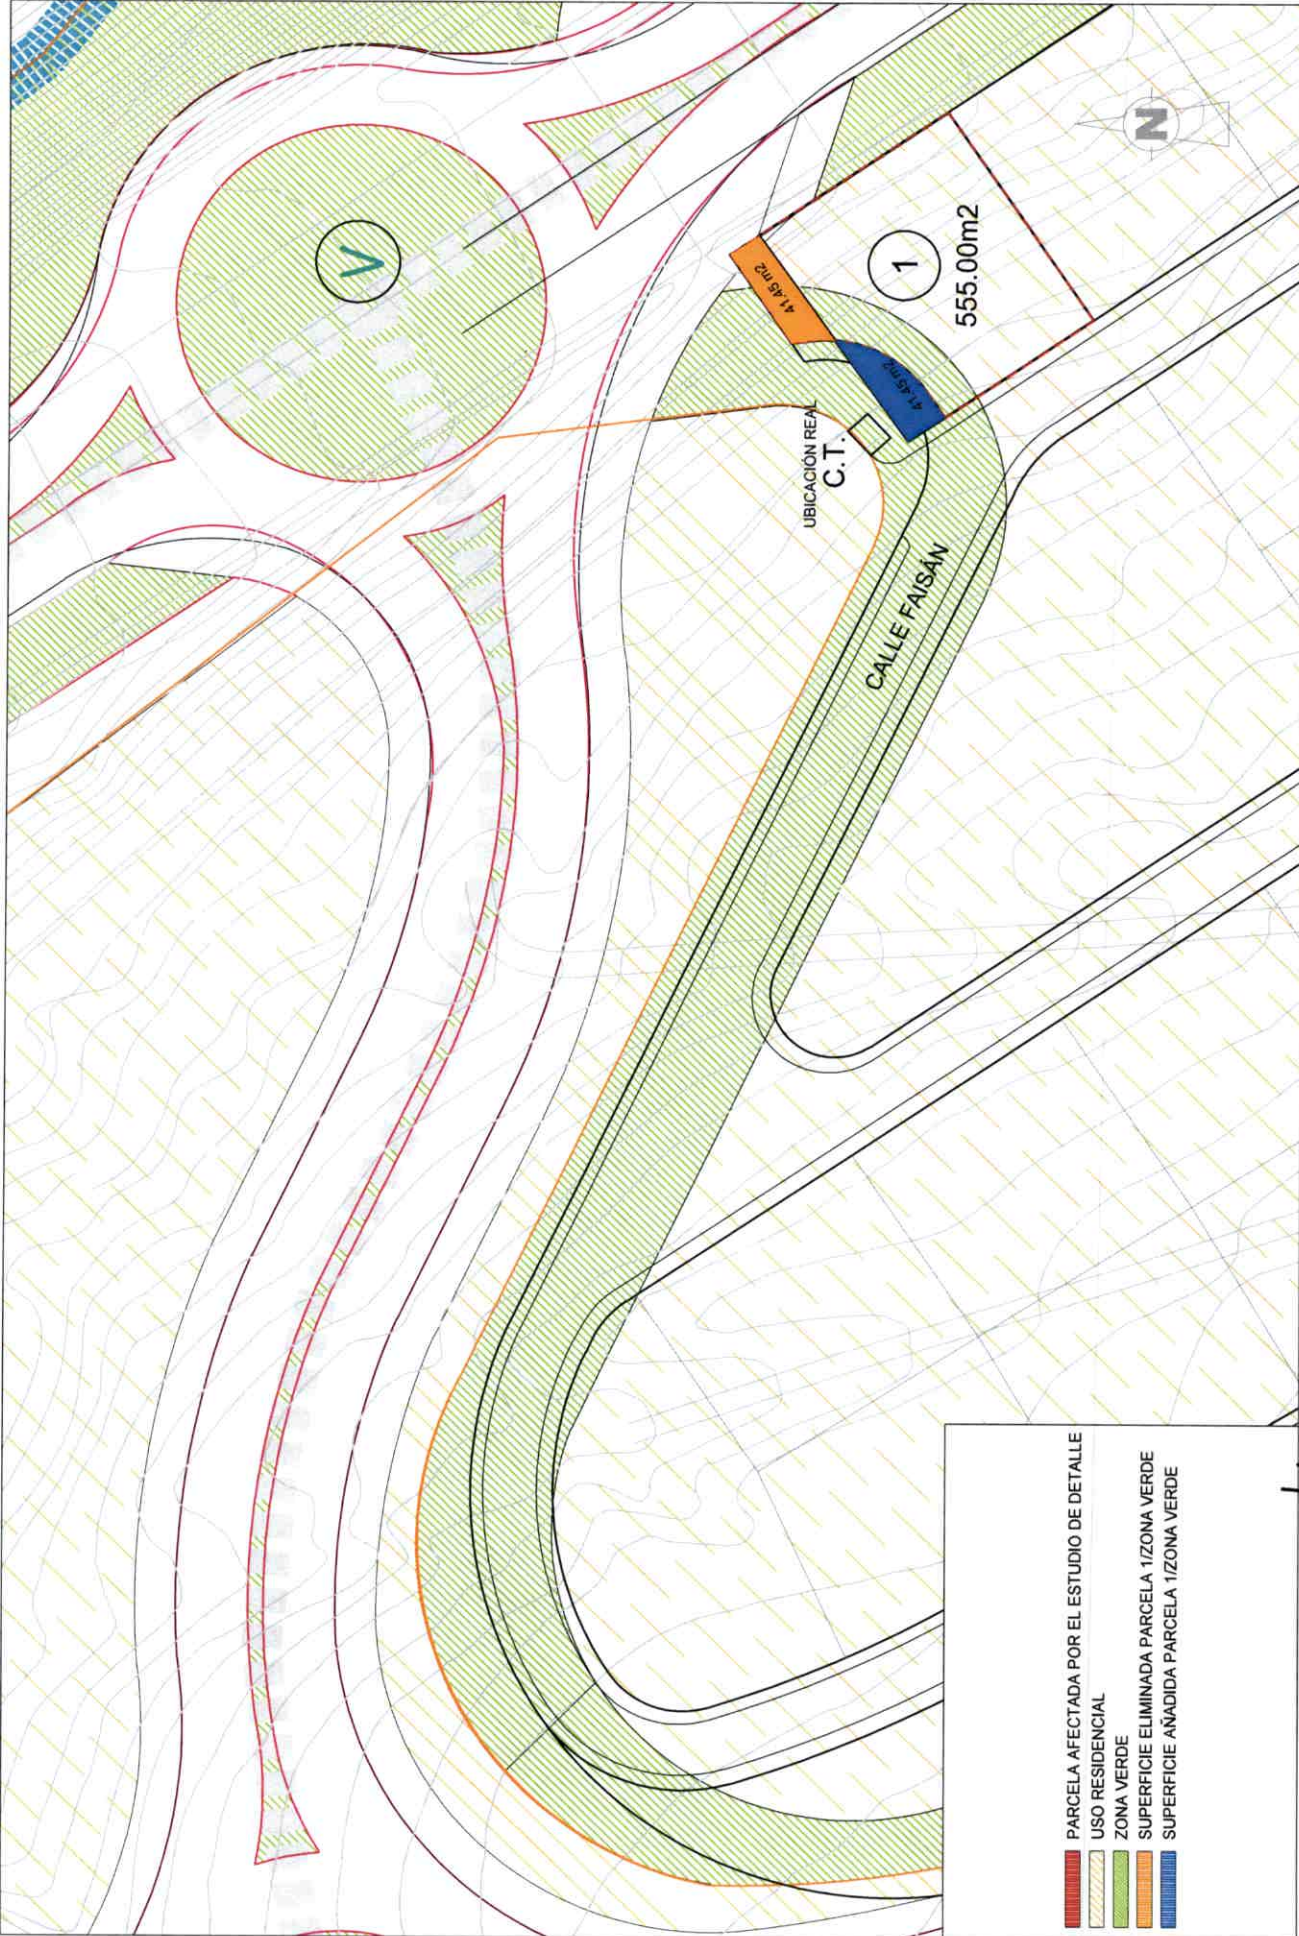 V
N
41.45 m2
1
555.00m2
41.45 m2
UBICACIÓN REAL
C.T.
CALLE FAISÁN
PARCELA AFECTADA POR EL ESTUDIO DE DETALLE
USO RESIDENCIAL
ZONA VERDE
SUPERFICIE ELIMINADA PARCELA 1/ZONA VERDE
SUPERFICIE AÑADIDA PARCELA 1/ZONA VERDE